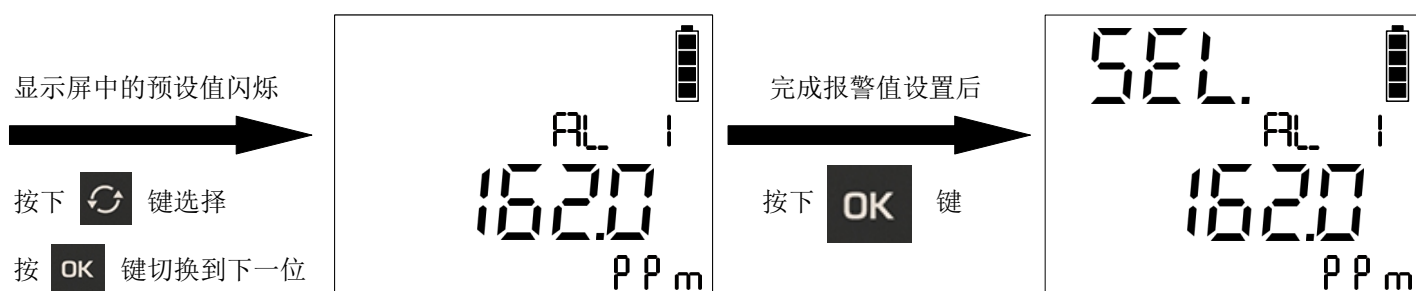 显示屏中的预设值闪烁
按下 键选择
按 OK 键切换到下一位
AL 1
162.0
PPm
完成报警值设置后
按下 OK 键
SEL.
AL 1
162.0
PPm